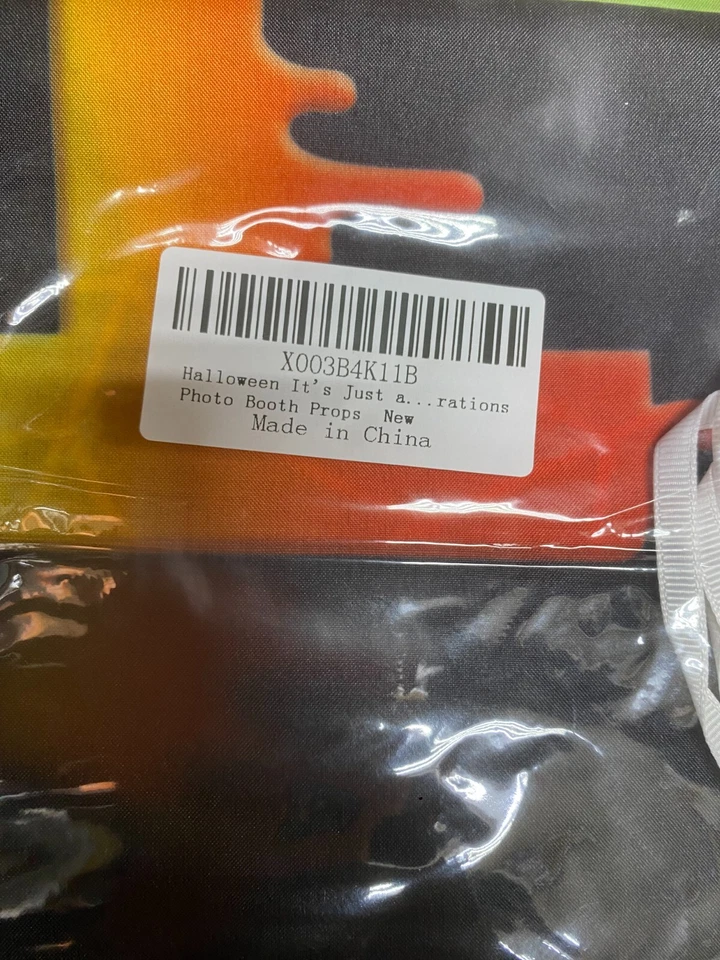 X003B4K11B
Halloween It's Just a...rations
Photo Booth Props New
Made in China